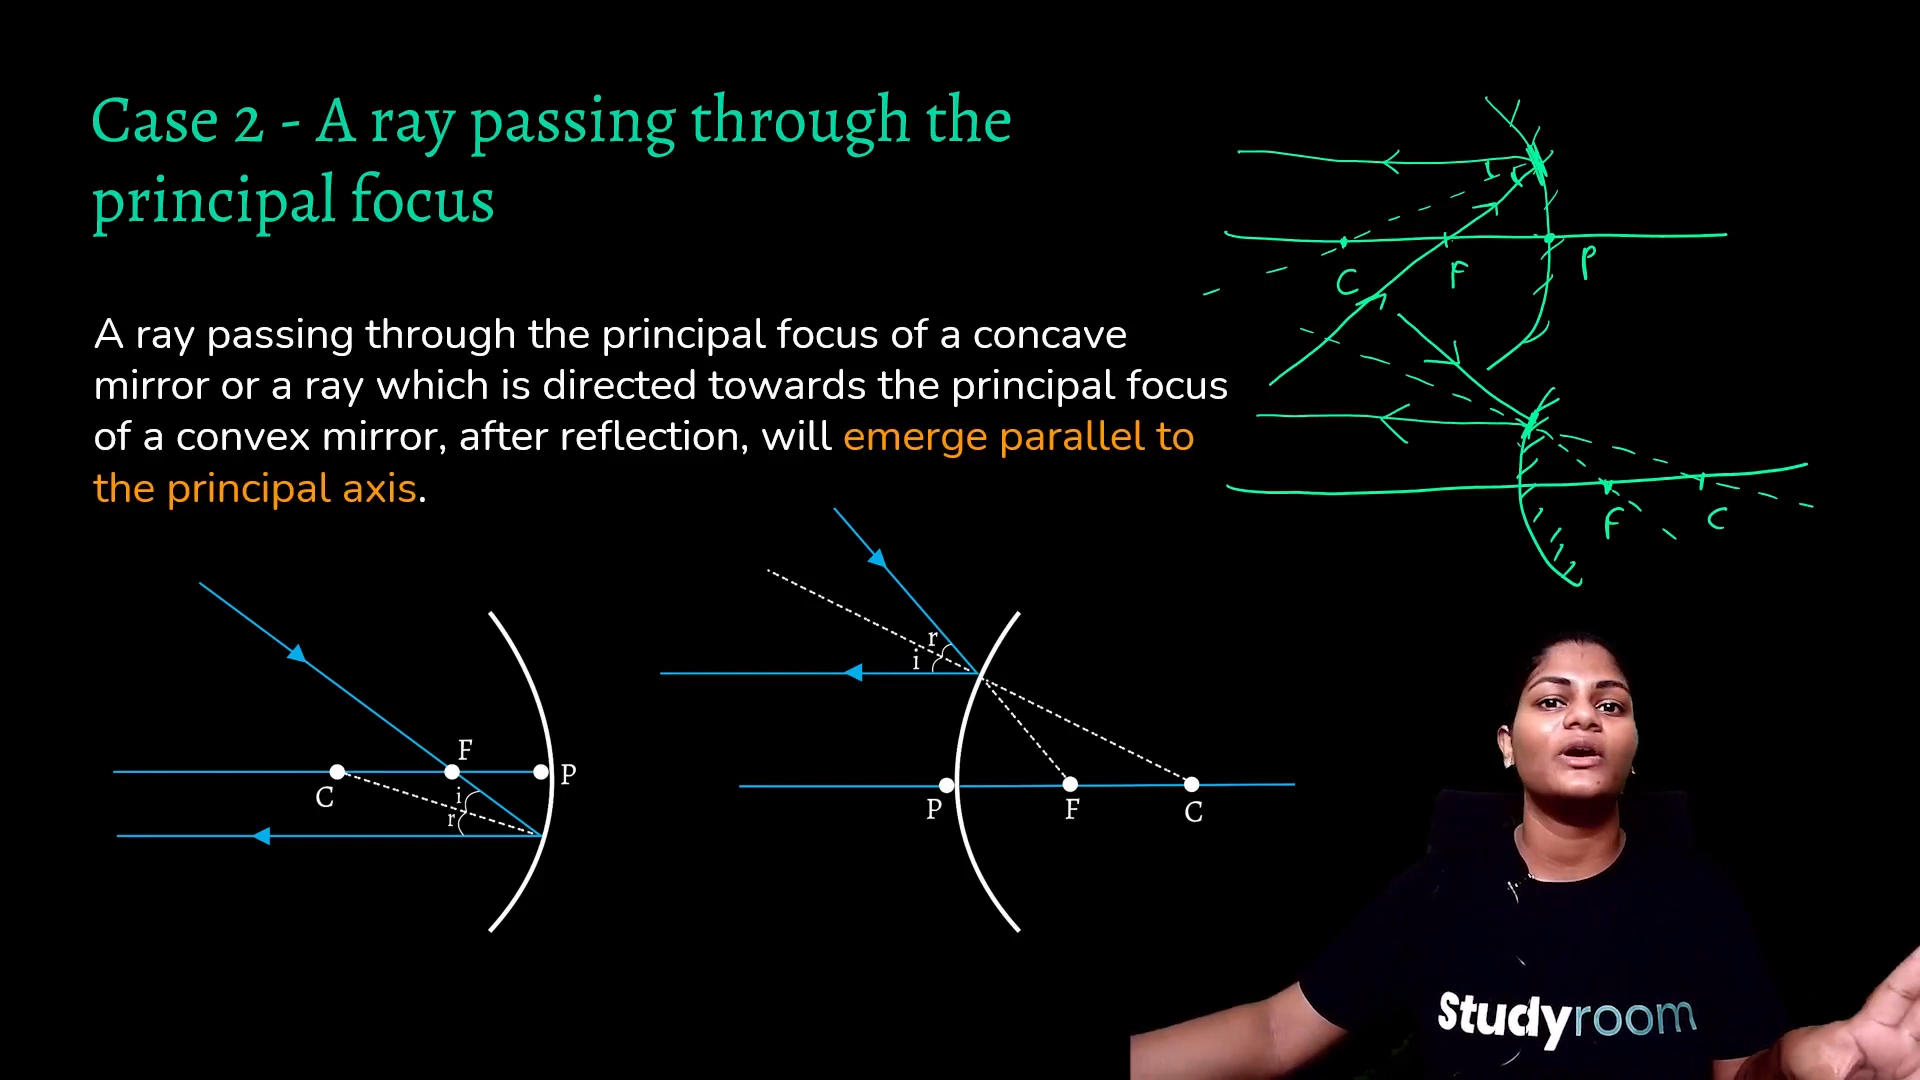 Case 2 - A ray passing through the
principal focus
A ray passing through the principal focus of a concave
mirror or a ray which is directed towards the principal focus
of a convex mirror, after reflection, will emerge parallel to
the principal axis.
C F P
F C
r
i
F
C P
i
r
P F C
Studyroom